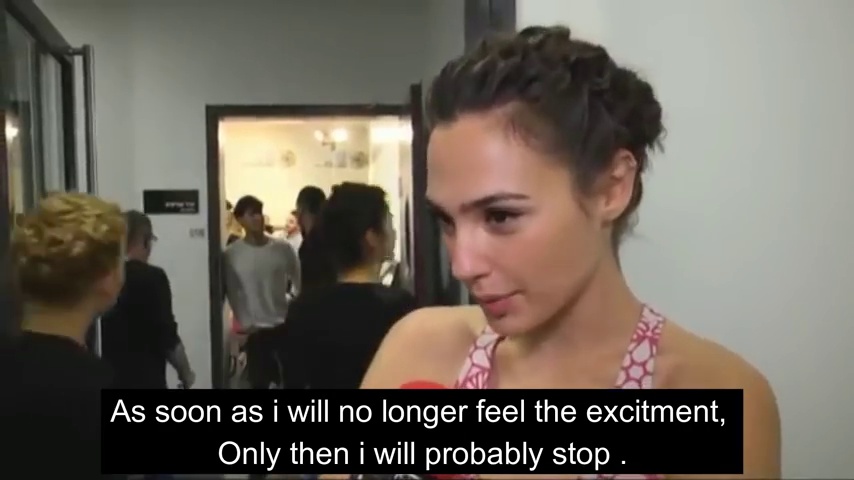 As soon as i will no longer feel the excitment,
Only then i will probably stop .